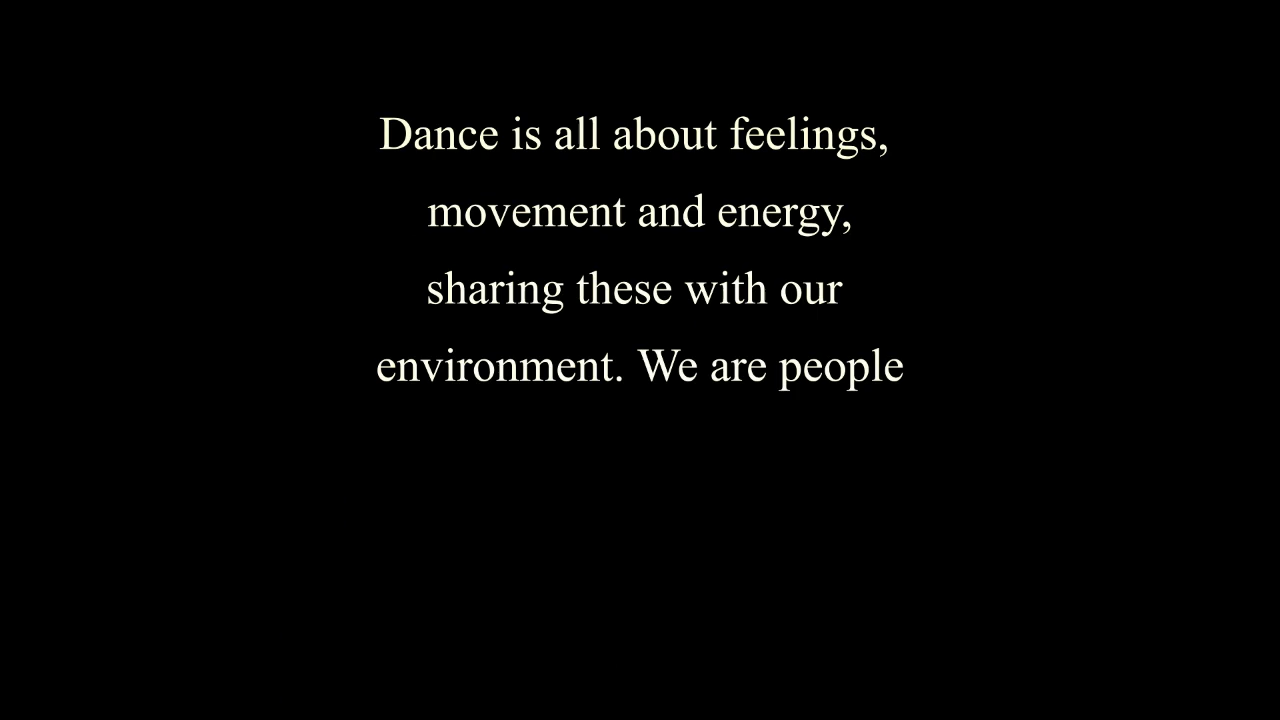 Dance is all about feelings,
movement and energy,
sharing these with our
environment. We are people